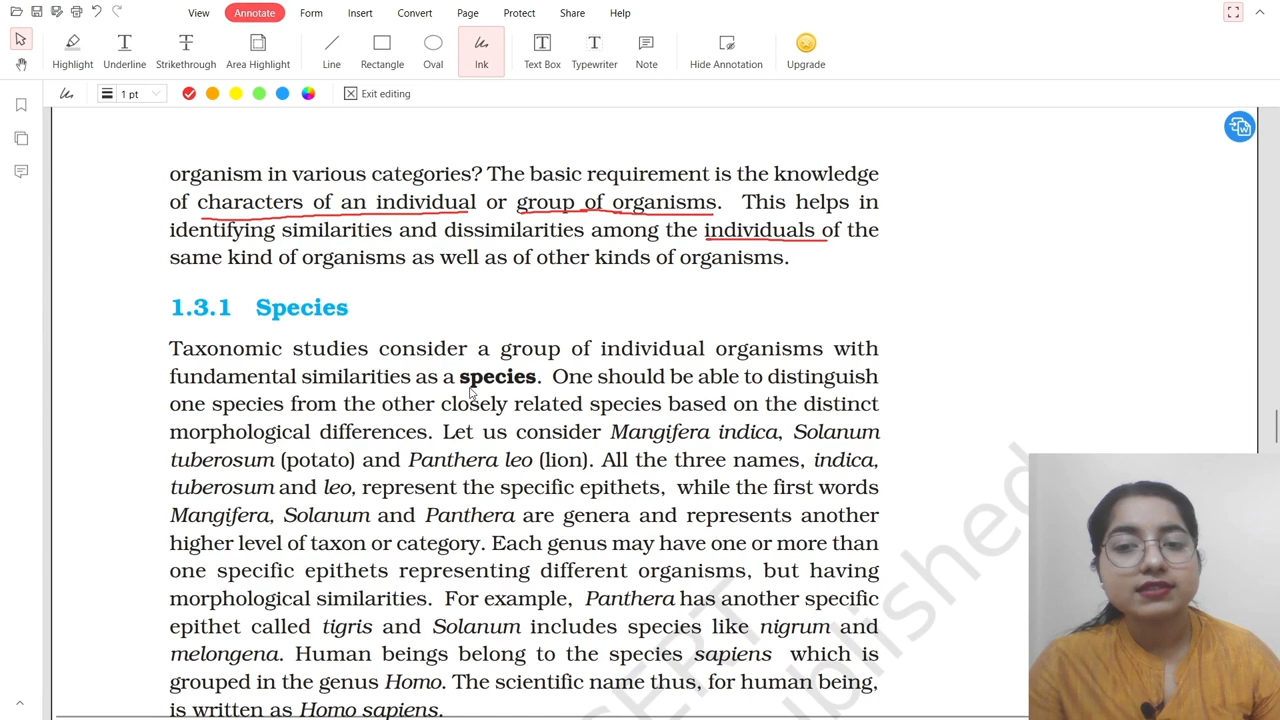 View Annotate Form Insert Convert Page Protect Share Help
Highlight Underline Strikethrough Area Highlight Line Rectangle Oval Ink Text Box Typewriter Note Hide Annotation Upgrade
1 pt Exit editing
organism in various categories? The basic requirement is the knowledge
of characters of an individual or group of organisms. This helps in
identifying similarities and dissimilarities among the individuals of the
same kind of organisms as well as of other kinds of organisms.
1.3.1 Species
Taxonomic studies consider a group of individual organisms with
fundamental similarities as a species. One should be able to distinguish
one species from the other closely related species based on the distinct
morphological differences. Let us consider Mangifera indica, Solanum
tuberosum (potato) and Panthera leo (lion). All the three names, indica,
tuberosum and leo, represent the specific epithets, while the first words
Mangifera, Solanum and Panthera are genera and represents another
higher level of taxon or category. Each genus may have one or more than
one specific epithets representing different organisms, but having
morphological similarities. For example, Panthera has another specific
epithet called tigris and Solanum includes species like nigrum and
melongena. Human beings belong to the species sapiens which is
grouped in the genus Homo. The scientific name thus, for human being,
is written as Homo sapiens.